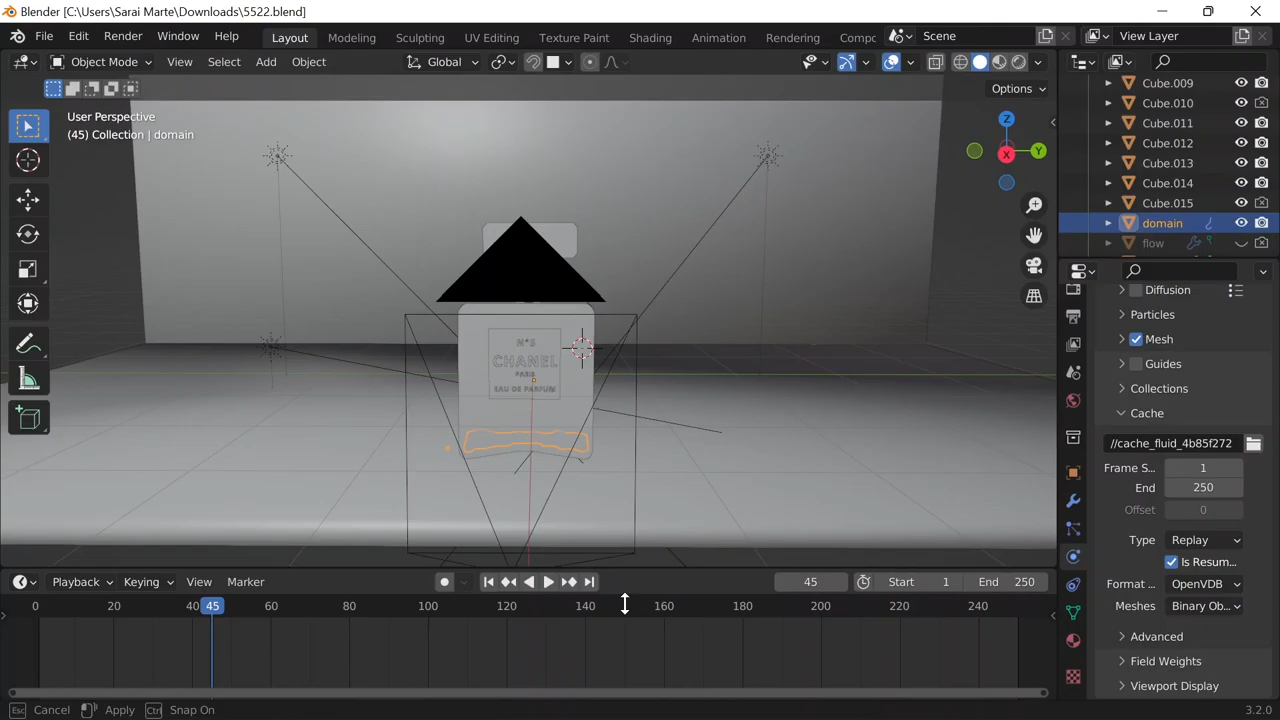 Blender [C:\Users\Sarai Marte\Downloads\5522.blend]
File Edit Render Window Help Layout Modeling Sculpting UV Editing Texture Paint Shading Animation Rendering Compc Scene View Layer
Object Mode View Select Add Object Global
Options
User Perspective
(45) Collection | domain
Z
Y
X
Cube.009
Cube.010
Cube.011
Cube.012
Cube.013
Cube.014
Cube.015
domain
flow
N°5
CHANEL
PARIS
EAU DE PARFUM
Diffusion
Particles
Mesh
Guides
Collections
Cache
//cache_fluid_4b85f272
Frame S... 1
End 250
Offset 0
Type Replay
Is Resum...
Format ... OpenVDB
Meshes Binary Ob...
Advanced
Field Weights
Viewport Display
Playback Keying View Marker 45 Start 1 End 250
0 20 40 45 60 80 100 120 140 160 180 200 220 240
Esc Cancel Apply Ctrl Snap On 3.2.0